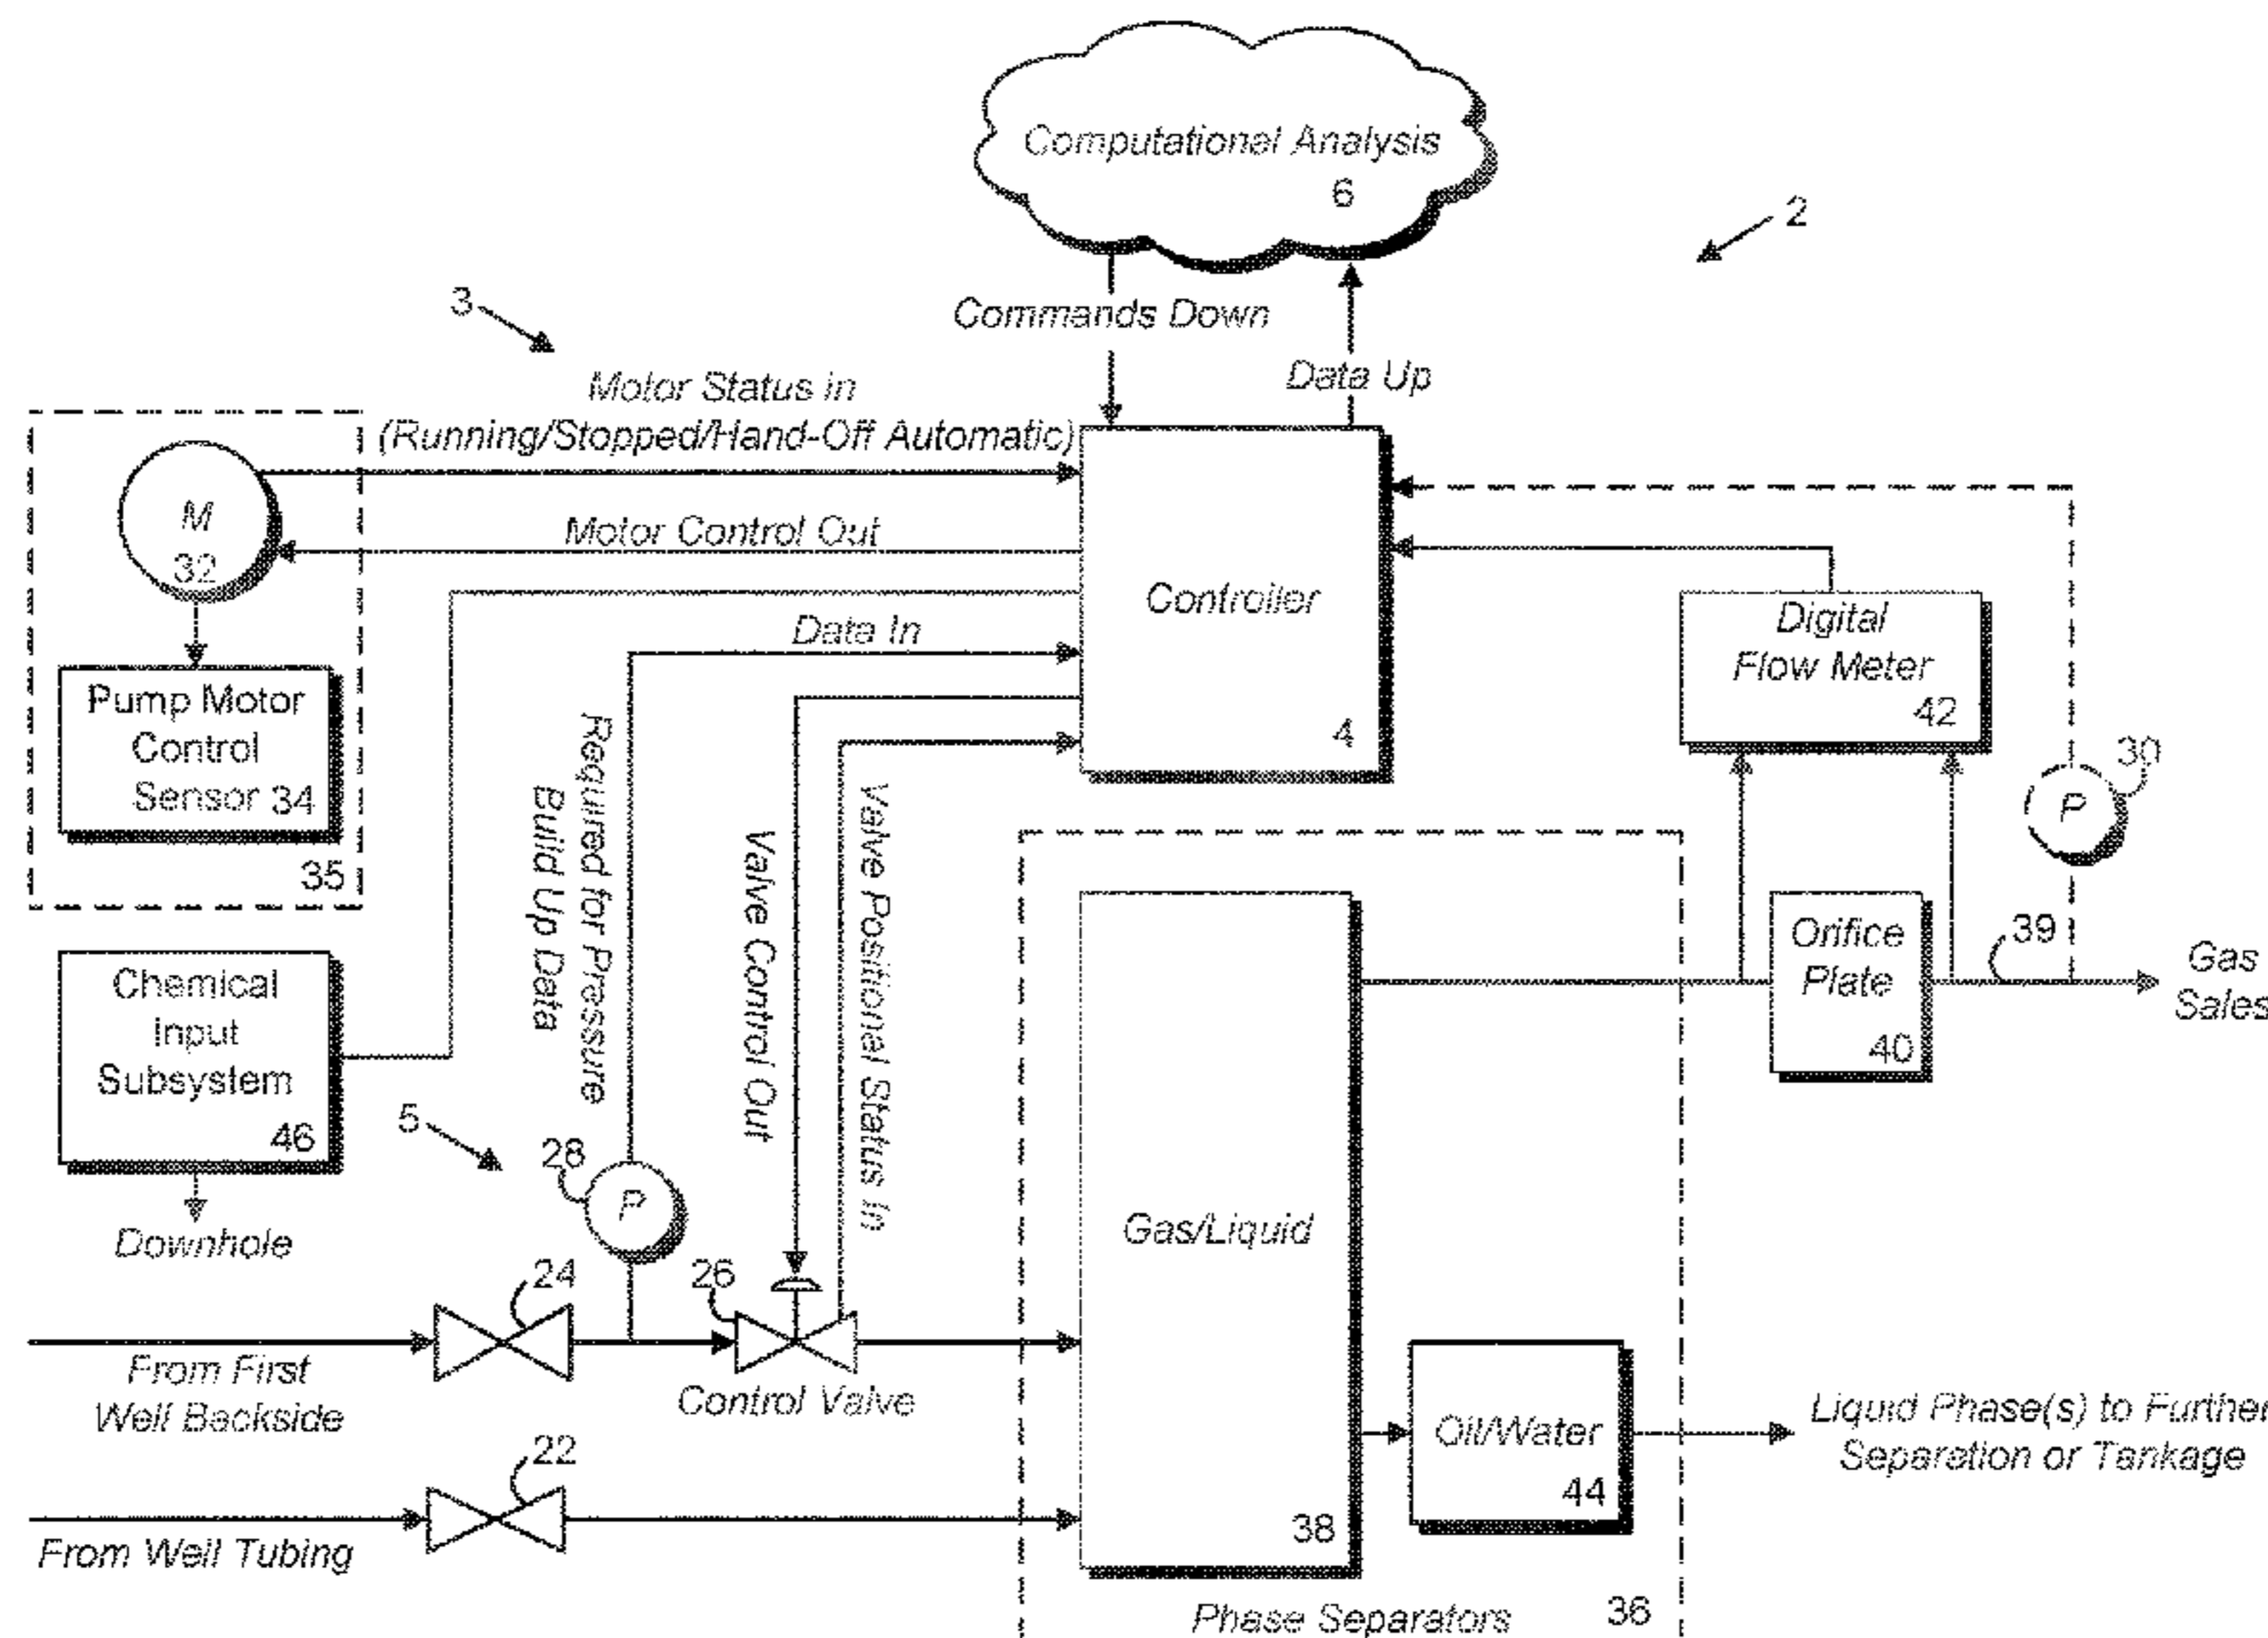 Computational Analysis
6
2
3
Commands Down
Data Up
Motor Status in
(Running/Stopped/Hand-Off Automatic)
M
32
Motor Control Out
Pump Motor
Control
Sensor 34
35
Data In
Controller
4
Digital
Flow Meter
42
30
P
Required for Pressure
Build Up Data
Valve Control Out
Valve Positional Status In
Chemical
Input
Subsystem
46
Downhole
5
28
P
24
26
From First
Well Backside
Control Valve
22
From Well Tubing
Gas/Liquid
38
Orifice
Plate
40
39
Gas
Sales
Oil/Water
44
Liquid Phase(s) to Further
Separation or Tankage
Phase Separators
36